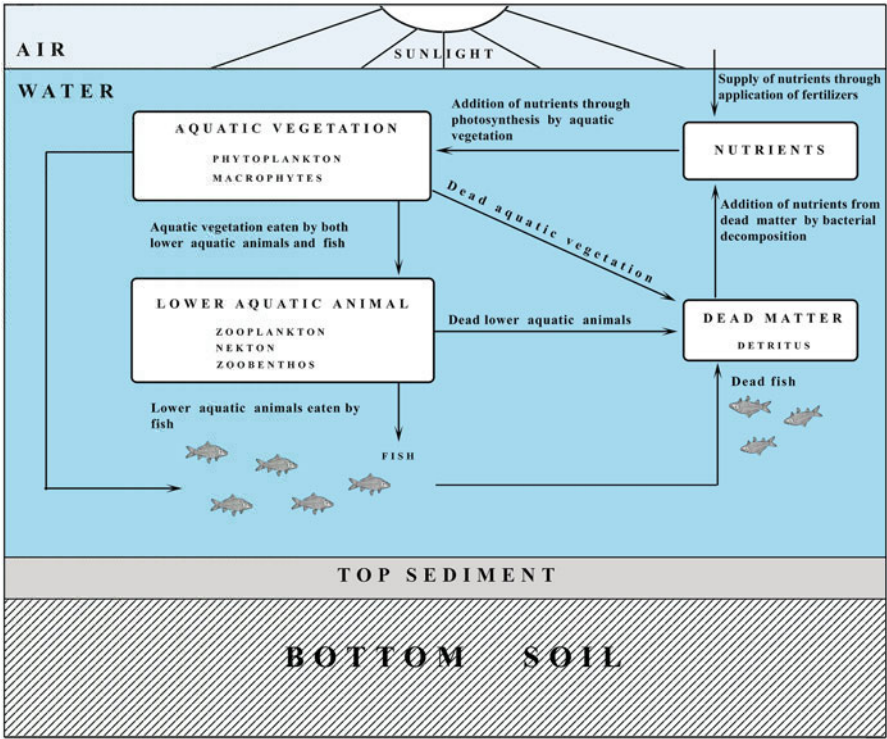 AIR
SUNLIGHT
WATER
Supply of nutrients through
application of fertilizers
Addition of nutrients through
photosynthesis by aquatic
vegetation
AQUATIC VEGETATION
PHYTOPLANKTON
MACROPHYTES
NUTRIENTS
Dead aquatic vegetation
Addition of nutrients from
dead matter by bacterial
decomposition
Aquatic vegetation eaten by both
lower aquatic animals and fish
LOWER AQUATIC ANIMAL
ZOOPLANKTON
NEKTON
ZOOBENTHOS
Dead lower aquatic animals
DEAD MATTER
DETRITUS
Dead fish
Lower aquatic animals eaten by
fish
FISH
TOP SEDIMENT
BOTTOM SOIL